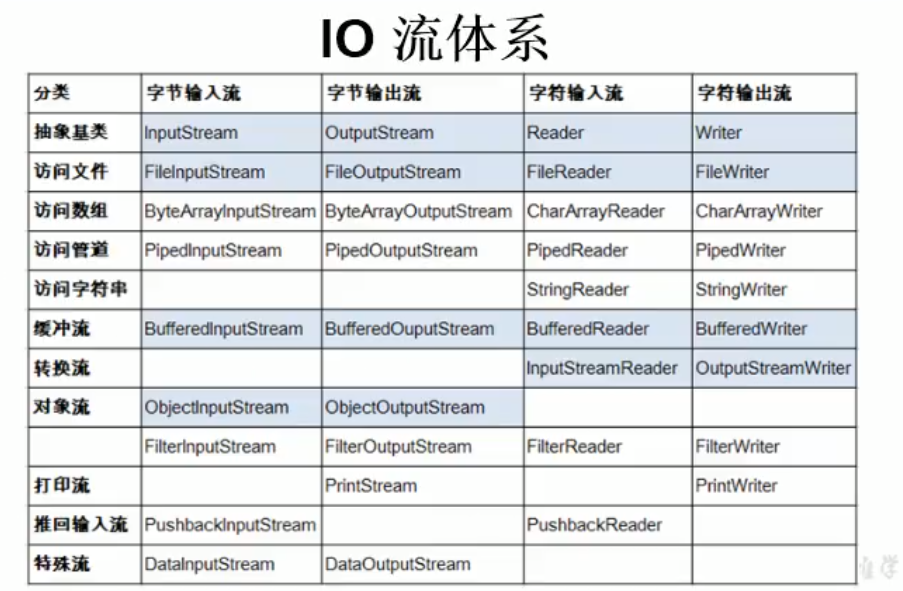 IO 流体系
分类 字节输入流 字节输出流 字符输入流 字符输出流
抽象基类 InputStream OutputStream Reader Writer
访问文件 FileInputStream FileOutputStream FileReader FileWriter
访问数组 ByteArrayInputStream ByteArrayOutputStream CharArrayReader CharArrayWriter
访问管道 PipedInputStream PipedOutputStream PipedReader PipedWriter
访问字符串 StringReader StringWriter
缓冲流 BufferedInputStream BufferedOuputStream BufferedReader BufferedWriter
转换流 InputStreamReader OutputStreamWriter
对象流 ObjectInputStream ObjectOutputStream
FilterInputStream FilterOutputStream FilterReader FilterWriter
打印流 PrintStream PrintWriter
推回输入流 PushbackInputStream PushbackReader
特殊流 DataInputStream DataOutputStream